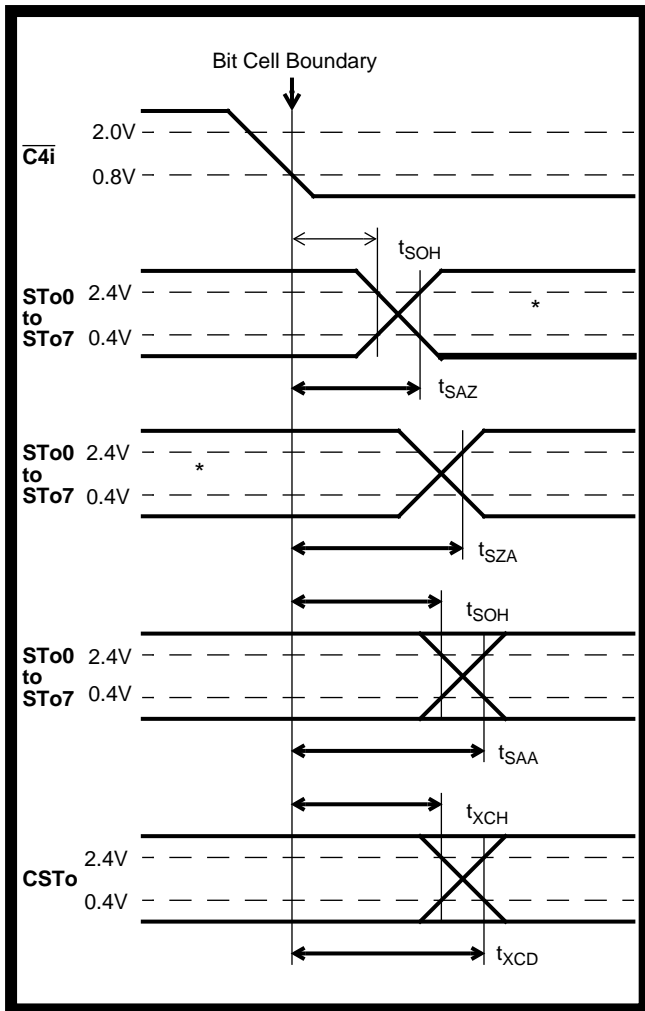 Bit Cell Boundary
2.0V
C4i
0.8V
tSOH
STo0 2.4V
to
STo7 0.4V
*
tSAZ
STo0 2.4V
*
to
STo7 0.4V
tSZA
tSOH
STo0 2.4V
to
STo7 0.4V
tSAA
tXCH
2.4V
CSTo
0.4V
tXCD